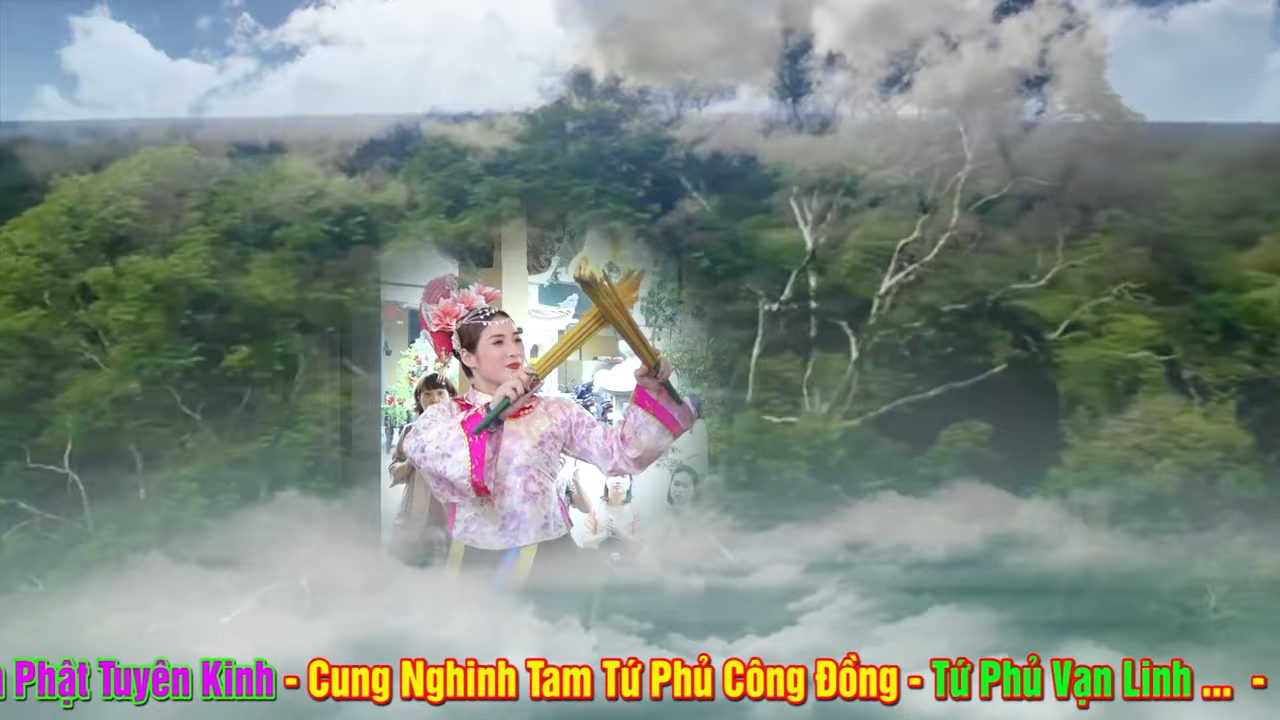 Phật Tuyên Kinh - Cung Nghinh Tam Tứ Phủ Công Đồng - Tứ Phủ Vạn Linh ... -